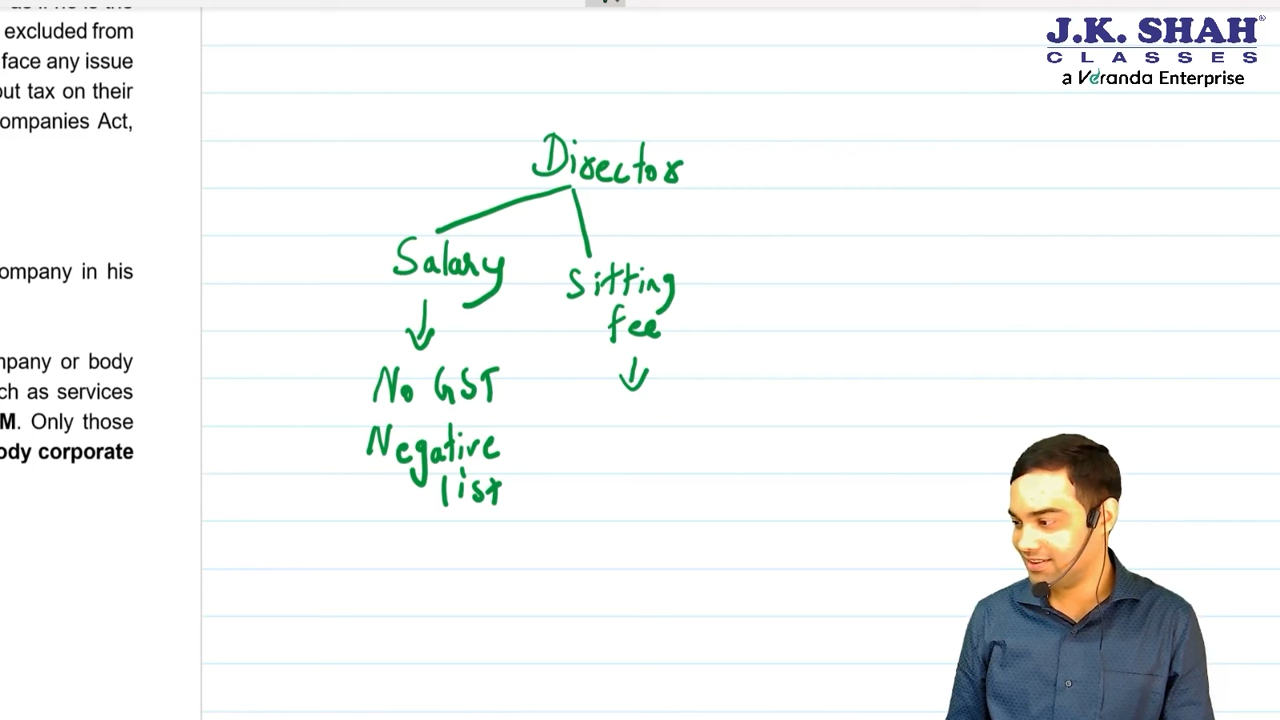 excluded from
face any issue
out tax on their
ompanies Act,
ompany in his
mpany or body
ch as services
M. Only those
ody corporate
J.K. SHAH®
CLASSES
a Veranda Enterprise
Director
Salary
Sitting
fee
No GST
Negative
list